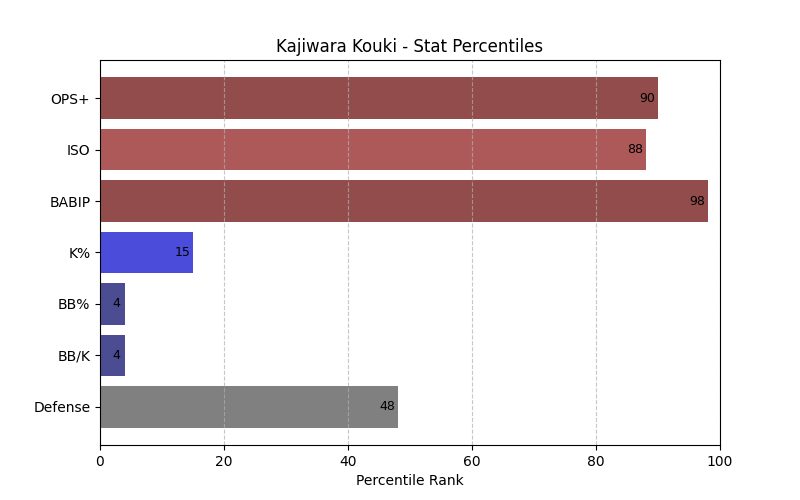 Kajiwara Kouki - Stat Percentiles
OPS+ 90
ISO 88
BABIP 98
K% 15
BB% 4
BB/K 4
Defense 48
0 20 40 60 80 100
Percentile Rank